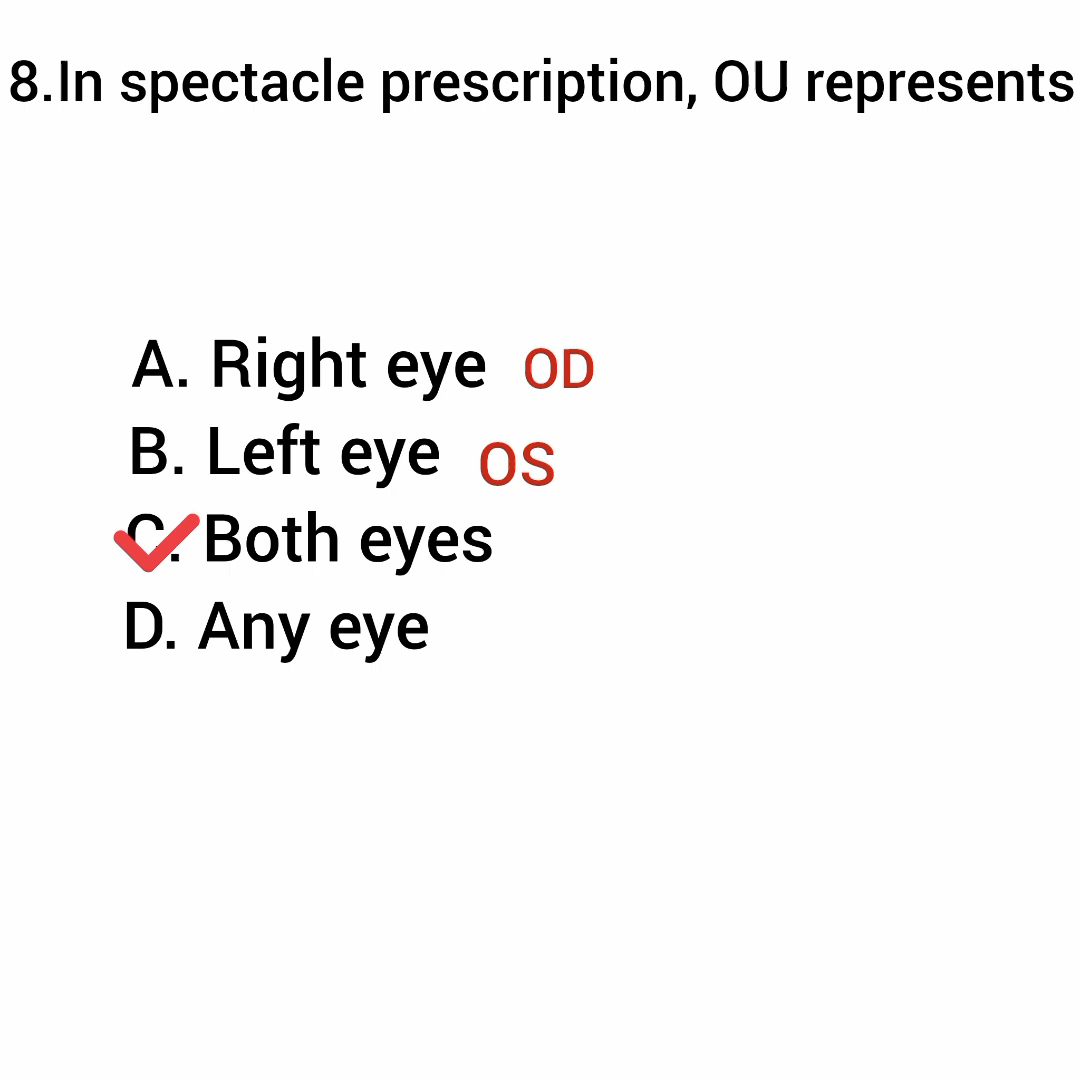 8.In spectacle prescription, OU represents
A. Right eye OD
B. Left eye OS
C. Both eyes
D. Any eye